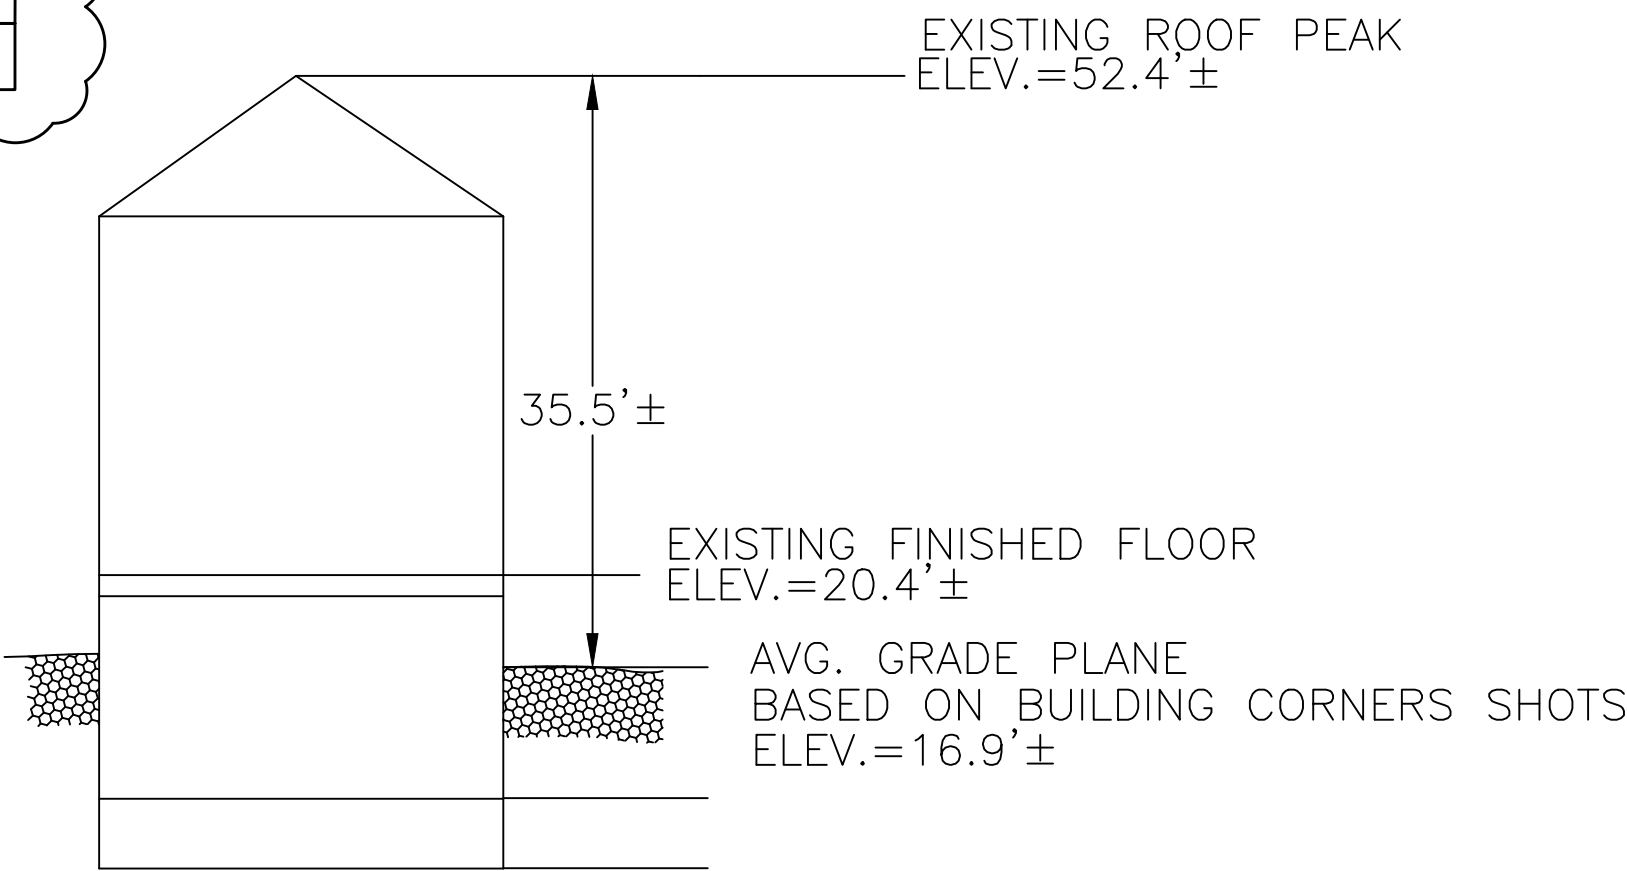 EXISTING ROOF PEAK
ELEV.=52.4'±
35.5'±
EXISTING FINISHED FLOOR
ELEV.=20.4'±
AVG. GRADE PLANE
BASED ON BUILDING CORNERS SHOTS
ELEV.=16.9'±